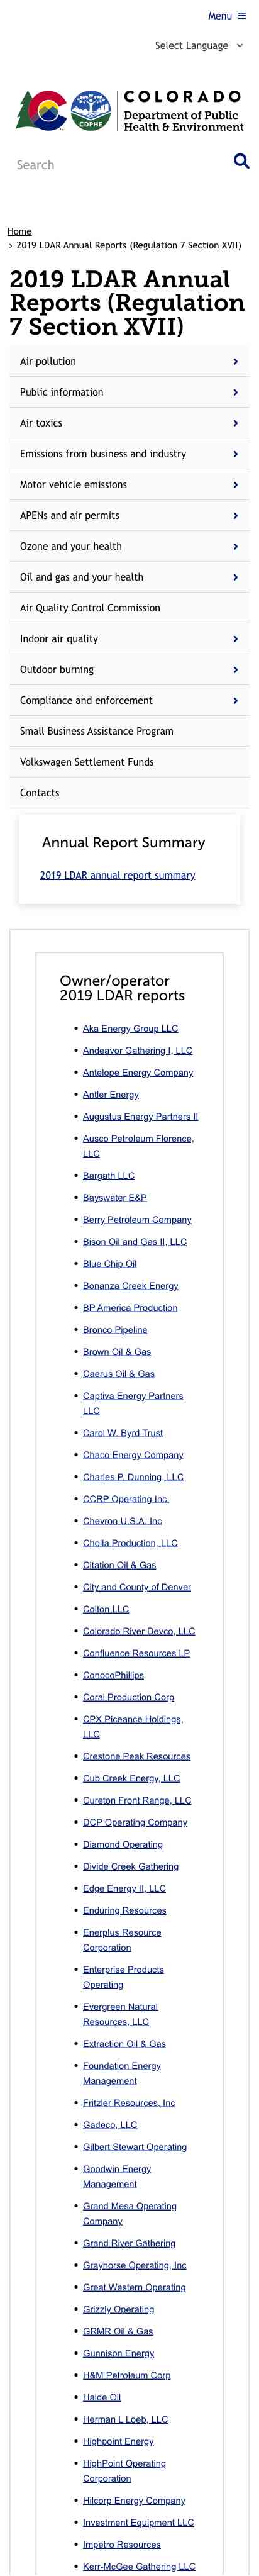 Menu
Select Language
COLORADO
Department of Public
Health & Environment
CDPHE
Search
Home
› 2019 LDAR Annual Reports (Regulation 7 Section XVII)
2019 LDAR Annual
Reports (Regulation
7 Section XVII)
Air pollution
Public information
Air toxics
Emissions from business and industry
Motor vehicle emissions
APENs and air permits
Ozone and your health
Oil and gas and your health
Air Quality Control Commission
Indoor air quality
Outdoor burning
Compliance and enforcement
Small Business Assistance Program
Volkswagen Settlement Funds
Contacts
Annual Report Summary
2019 LDAR annual report summary
Owner/operator
2019 LDAR reports
• Aka Energy Group LLC
• Andeavor Gathering I, LLC
• Antelope Energy Company
• Antler Energy
• Augustus Energy Partners II
• Ausco Petroleum Florence,
LLC
• Bargath LLC
• Bayswater E&P
• Berry Petroleum Company
• Bison Oil and Gas II, LLC
• Blue Chip Oil
• Bonanza Creek Energy
• BP America Production
• Bronco Pipeline
• Brown Oil & Gas
• Caerus Oil & Gas
• Captiva Energy Partners
LLC
• Carol W. Byrd Trust
• Chaco Energy Company
• Charles P. Dunning, LLC
• CCRP Operating Inc.
• Chevron U.S.A. Inc
• Cholla Production, LLC
• Citation Oil & Gas
• City and County of Denver
• Colton LLC
• Colorado River Devco, LLC
• Confluence Resources LP
• ConocoPhillips
• Coral Production Corp
• CPX Piceance Holdings,
LLC
• Crestone Peak Resources
• Cub Creek Energy, LLC
• Cureton Front Range, LLC
• DCP Operating Company
• Diamond Operating
• Divide Creek Gathering
• Edge Energy II, LLC
• Enduring Resources
• Enerplus Resource
Corporation
• Enterprise Products
Operating
• Evergreen Natural
Resources, LLC
• Extraction Oil & Gas
• Foundation Energy
Management
• Fritzler Resources, Inc
• Gadeco, LLC
• Gilbert Stewart Operating
• Goodwin Energy
Management
• Grand Mesa Operating
Company
• Grand River Gathering
• Grayhorse Operating, Inc
• Great Western Operating
• Grizzly Operating
• GRMR Oil & Gas
• Gunnison Energy
• H&M Petroleum Corp
• Halde Oil
• Herman L Loeb, LLC
• Highpoint Energy
• HighPoint Operating
Corporation
• Hilcorp Energy Company
• Investment Equipment LLC
• Impetro Resources
• Kerr-McGee Gathering LLC